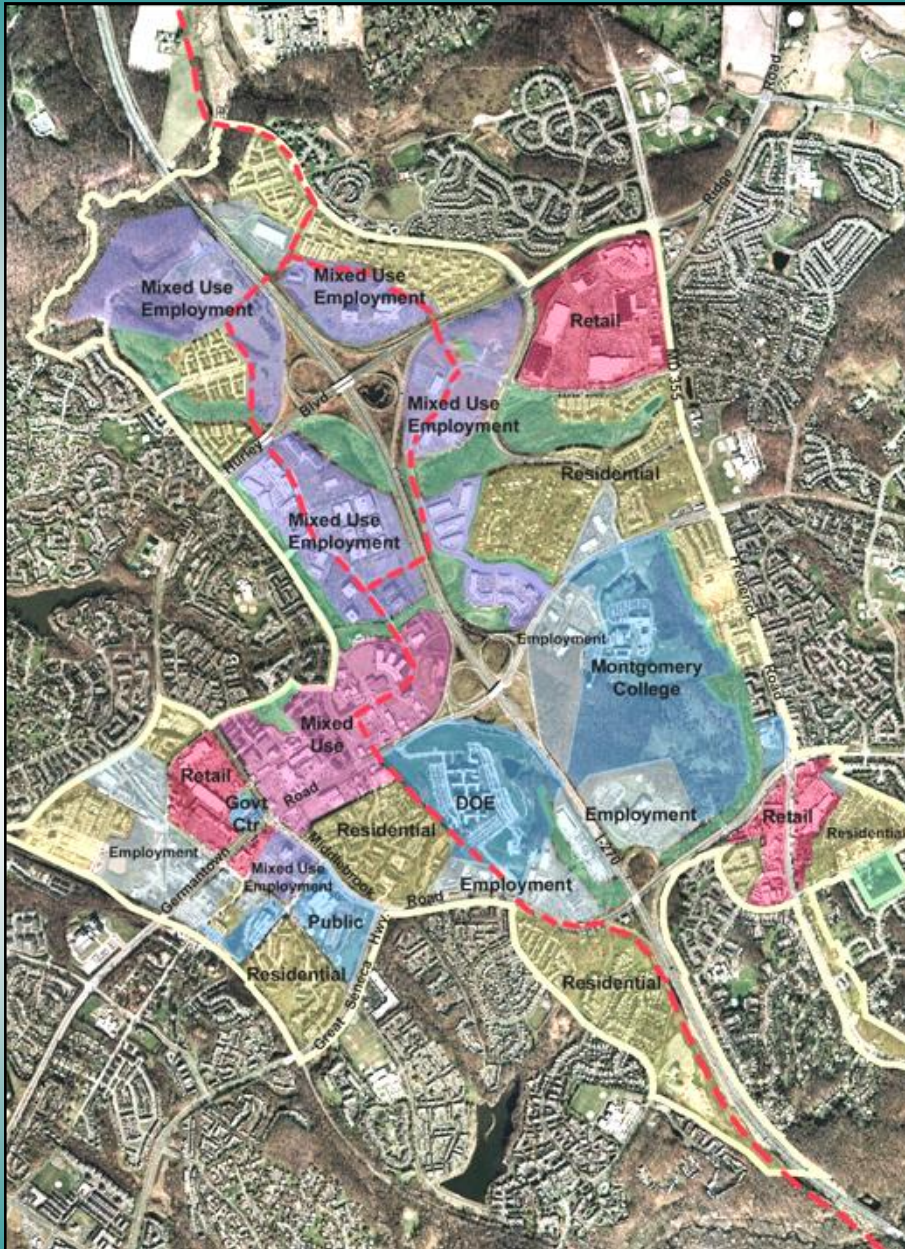 Road
Ridge
Mixed Use
Employment
Mixed Use
Employment
Retail
MD 355
Mixed Use
Employment
Hurley
Blvd
Residential
Mixed Use
Employment
Frederick
Road
Employment
Montgomery
College
Mixed
Use
Retail
Govt
Ctr
Road
DOE
Residential
Employment
Retail
Residential
I-270
Employment
Germantown
Middlebrook
Mixed Use
Employment
Employment
Road
Public
Residential
Great
Seneca
Hwy.
Residential